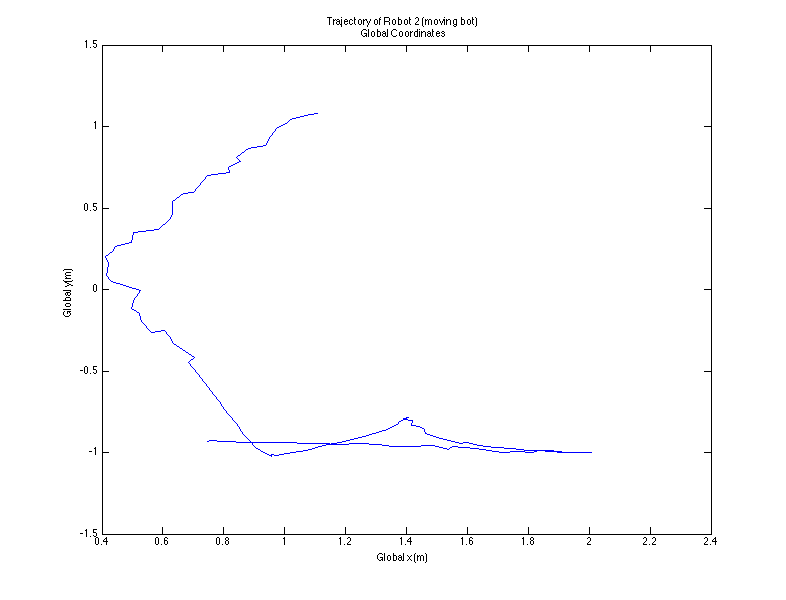 Trajectory of Robot 2 (moving bot)
Global Coordinates
1.5
1
0.5
0
-0.5
-1
-1.5
Global y(m)
0.4 0.6 0.8 1 1.2 1.4 1.6 1.8 2 2.2 2.4
Global x(m)